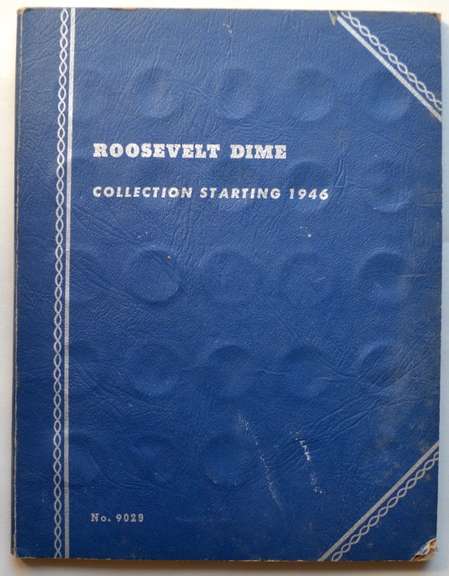 ROOSEVELT DIME
COLLECTION STARTING 1946
No. 9029